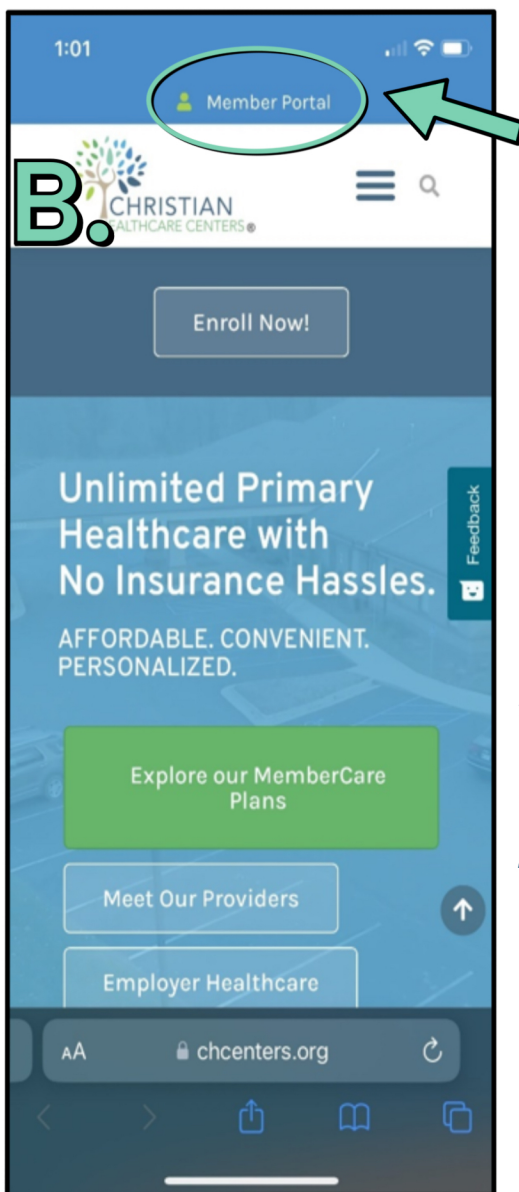 1:01
Member Portal
B.
CHRISTIAN
ALTHCARE CENTERS®
Enroll Now!
Unlimited Primary
Healthcare with
No Insurance Hassles.
Feedback
AFFORDABLE. CONVENIENT.
PERSONALIZED.
Explore our MemberCare
Plans
Meet Our Providers
Employer Healthcare
AA
chcenters.org